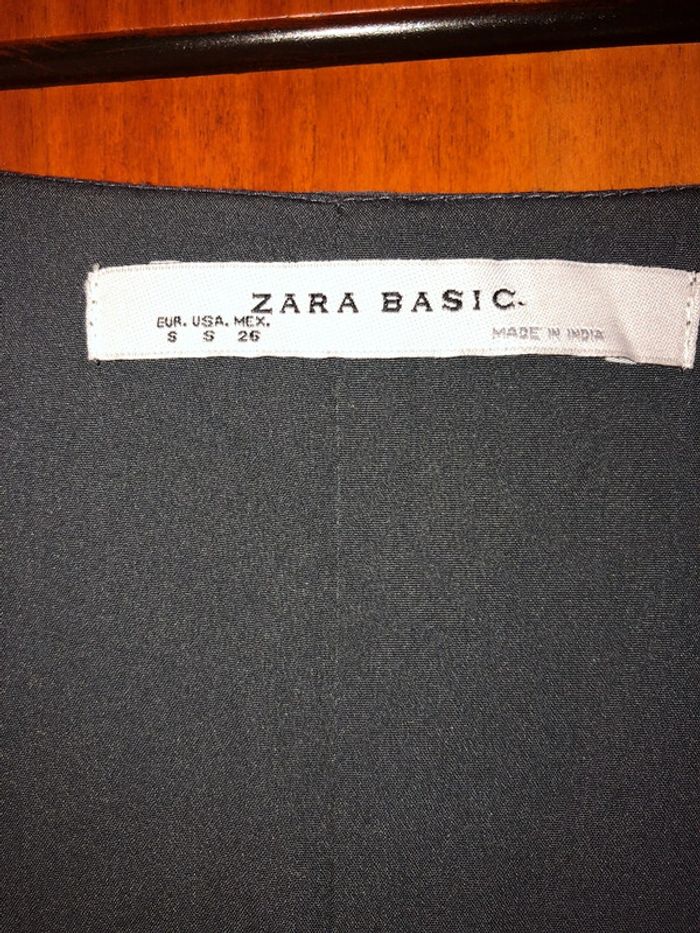 ZARA BASIC
EUR. USA. MEX.
S S 26
MADE IN INDIA